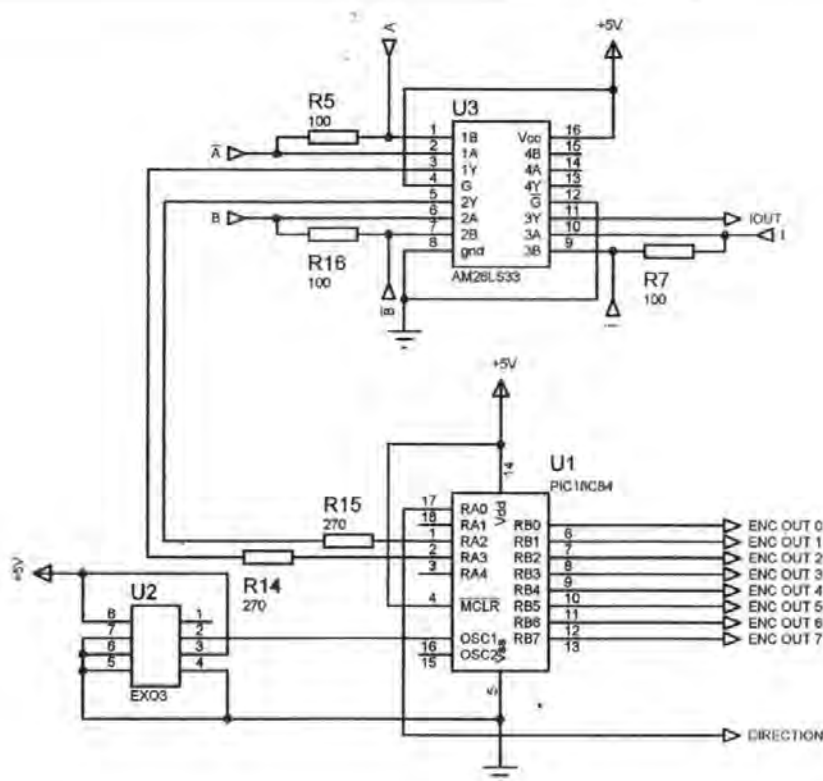 A
+5V
R5
100
U3
A
1 1B Vcc 16
2 1A 4B 15
3 1Y 4A 14
4 G 4Y 13
5 2Y G 12
6 2A 3Y 11
7 2B 3A 10
8 gnd 3B 9
B
IOUT
I
R16
100
AM26LS33
R7
100
B
I
+5V
14
U1
PIC16C84
R15
270
17 RA0 Vdd
18 RA1 RB0 6
1 RA2 RB1 7
2 RA3 RB2 8
3 RA4 RB3 9
RB4 10
4 MCLR RB5 11
RB6 12
16 OSC1 RB7 13
15 OSC2 Vss
5
ENC OUT 0
ENC OUT 1
ENC OUT 2
ENC OUT 3
ENC OUT 4
ENC OUT 5
ENC OUT 6
ENC OUT 7
R14
270
+5V
U2
8 1
7 2
6 3
5 4
EXO3
DIRECTION